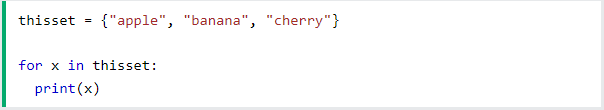 thisset = {"apple", "banana", "cherry"}
for x in thisset:
  print(x)